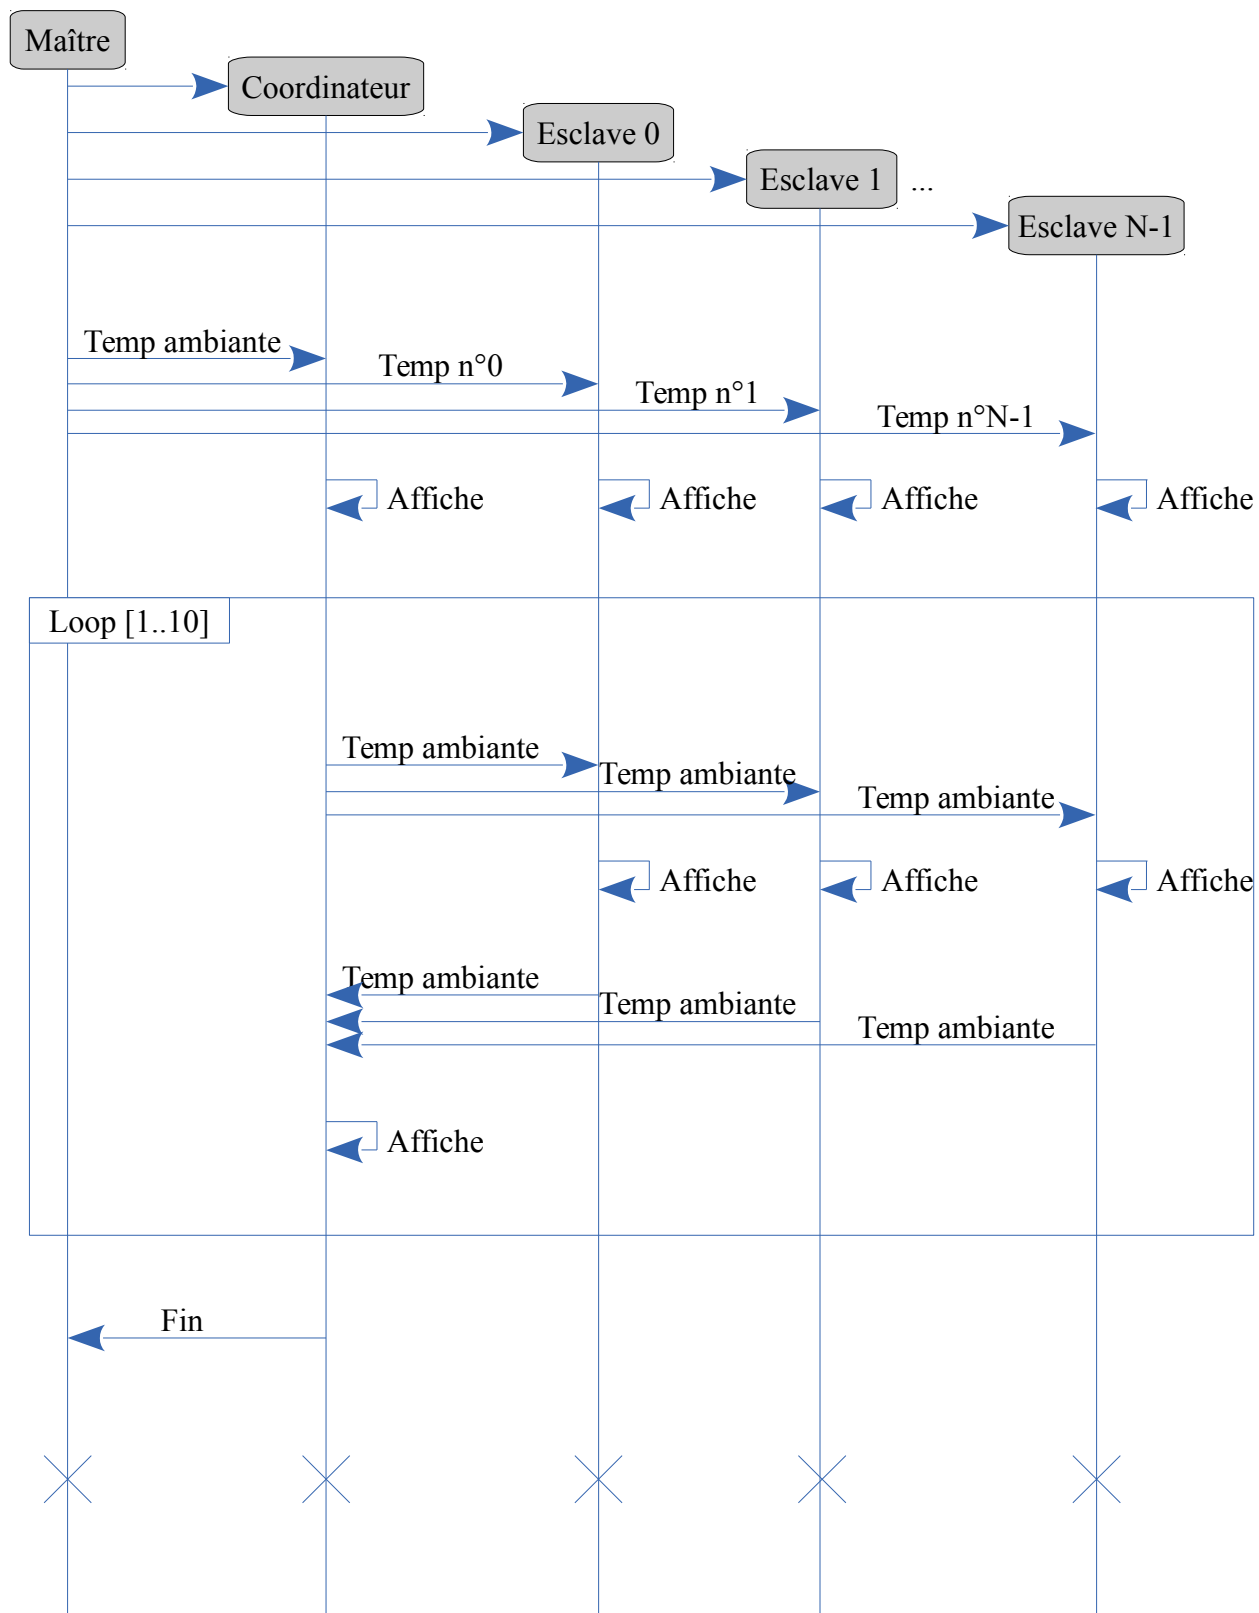 Maître
Coordinateur
Esclave 0
Esclave 1 ...
Esclave N-1
Temp ambiante
Temp n°0
Temp n°1
Temp n°N-1
Affiche Affiche Affiche Affiche
Loop [1..10]
Temp ambiante
Temp ambiante
Temp ambiante
Affiche Affiche Affiche
Temp ambiante
Temp ambiante
Temp ambiante
Affiche
Fin